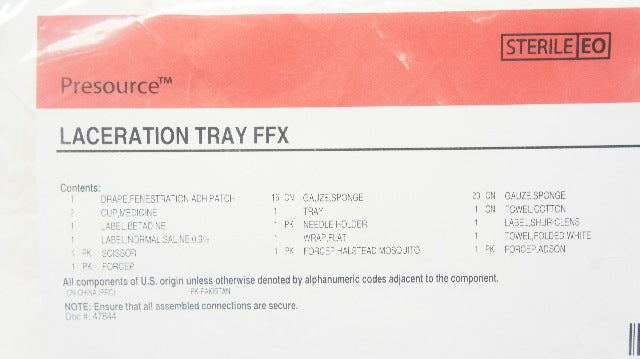 STERILE EO
Presource™
LACERATION TRAY FFX
Contents:
1 DRAPE,FENESTRATION ADH PATCH 16 CN GAUZE,SPONGE 20 CN GAUZE,SPONGE
2 CUP,MEDICINE 1 TRAY 1 CN TOWEL,COTTON
1 LABEL,BETADINE 1 PK NEEDLE HOLDER 1 LABEL,SHUR-CLENS
1 LABEL,NORMAL SALINE 0.9% 1 WRAP,FLAT 1 TOWEL,FOLDED WHITE
1 PK SCISSOR 1 PK FORCEP HALSTEAD MOSQUITO 1 PK FORCEP,ADSON
1 PK FORCEP
All components of U.S. origin unless otherwise denoted by alphanumeric codes adjacent to the component.
CN-CHINA (PRC) PK-PAKISTAN
NOTE: Ensure that all assembled connections are secure.
Doc #: 47844